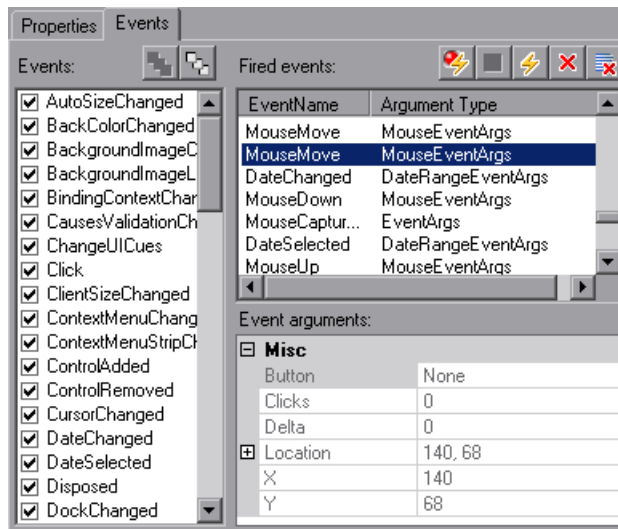 Properties Events
Events:
AutoSizeChanged
BackColorChanged
BackgroundImageC
BackgroundImageL
BindingContextChar
CausesValidationCh
ChangeUICues
Click
ClientSizeChanged
ContextMenuChang
ContextMenuStripCh
ControlAdded
ControlRemoved
CursorChanged
DateChanged
DateSelected
Disposed
DockChanged
Fired events:
EventName Argument Type
MouseMove MouseEventArgs
MouseMove MouseEventArgs
DateChanged DateRangeEventArgs
MouseDown MouseEventArgs
MouseCaptur... EventArgs
DateSelected DateRangeEventArgs
MouseUp MouseEventArgs
Event arguments:
Misc
Button None
Clicks 0
Delta 0
Location 140, 68
X 140
Y 68